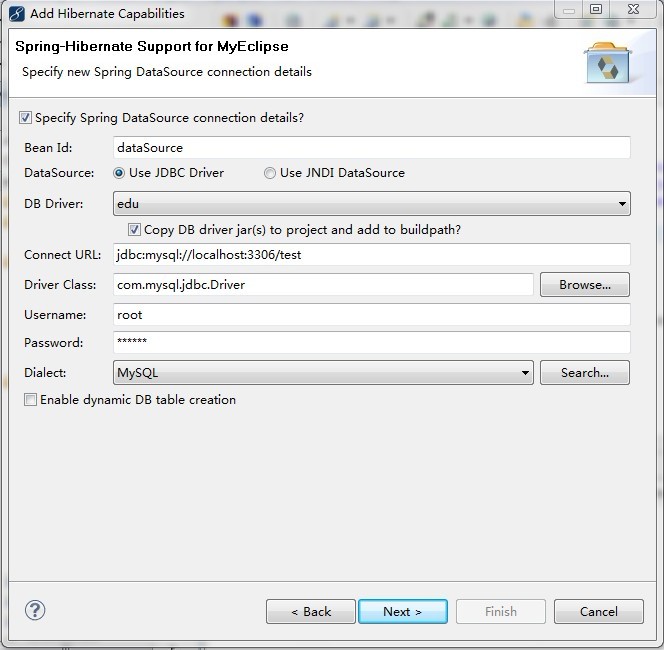 Add Hibernate Capabilities
Spring-Hibernate Support for MyEclipse
Specify new Spring DataSource connection details
Specify Spring DataSource connection details?
Bean Id: dataSource
DataSource: Use JDBC Driver Use JNDI DataSource
DB Driver: edu
Copy DB driver jar(s) to project and add to buildpath?
Connect URL: jdbc:mysql://localhost:3306/test
Driver Class: com.mysql.jdbc.Driver Browse...
Username: root
Password: ******
Dialect: MySQL Search...
Enable dynamic DB table creation
? < Back Next > Finish Cancel